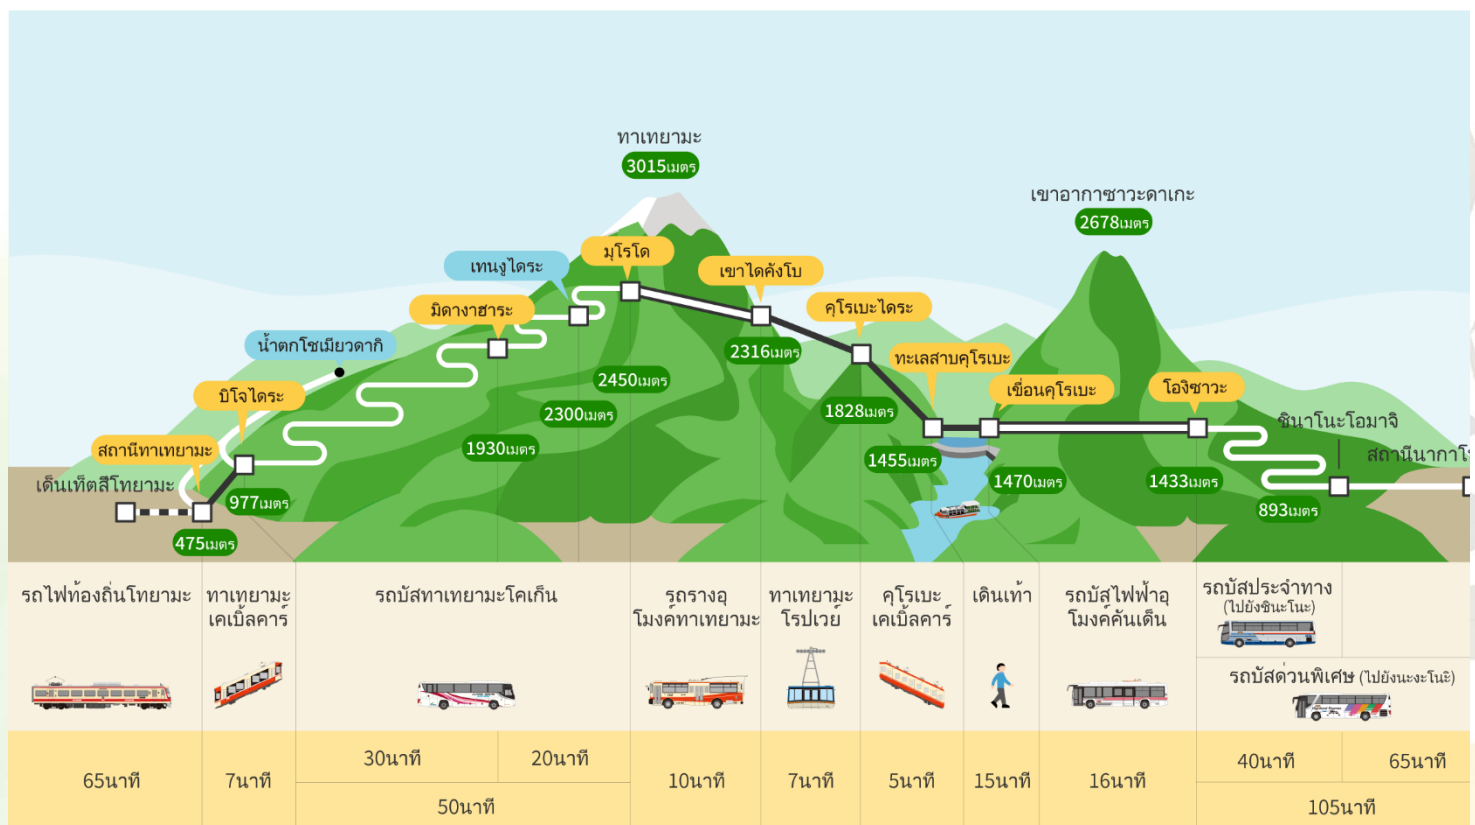 ทาเทยามะ
3015เมตร
เขาอากาซาวะดาเกะ
2678เมตร
มุโรโด
เทนงูไดระ
เขาไดคังโบ
มิดางาฮาระ
คุโรเบะไดระ
น้ำตกโชเมียวดากิ
2316เมตร
ทะเลสาบคุโรเบะ
2450เมตร
บิโจไดระ
เขื่อนคุโรเบะ
โองิซาวะ
2300เมตร
1828เมตร
ชินาโนะโอมาจิ
สถานีทาเทยามะ
1930เมตร
1455เมตร
สถานีนากาโ
เด็นเท็ตสึโทยามะ
1470เมตร
1433เมตร
977เมตร
893เมตร
475เมตร
รถไฟท้องถิ่นโทยามะ
ทาเทยามะ
เคเบิ้ลคาร์
รถบัสทาเทยามะโคเก็น
รถรางอุ
โมงค์ทาเทยามะ
ทาเทยามะ
โรปเวย์
คุโรเบะ
เคเบิ้ลคาร์
เดินเท้า
รถบัสไฟฟ้าอุ
โมงค์คันเด็น
รถบัสประจำทาง
(ไปยังชินะโนะ)
รถบัสด่วนพิเศษ (ไปยังนะงะโนะ)
65นาที
7นาที
30นาที
20นาที
50นาที
10นาที
7นาที
5นาที
15นาที
16นาที
40นาที
65นาที
105นาที